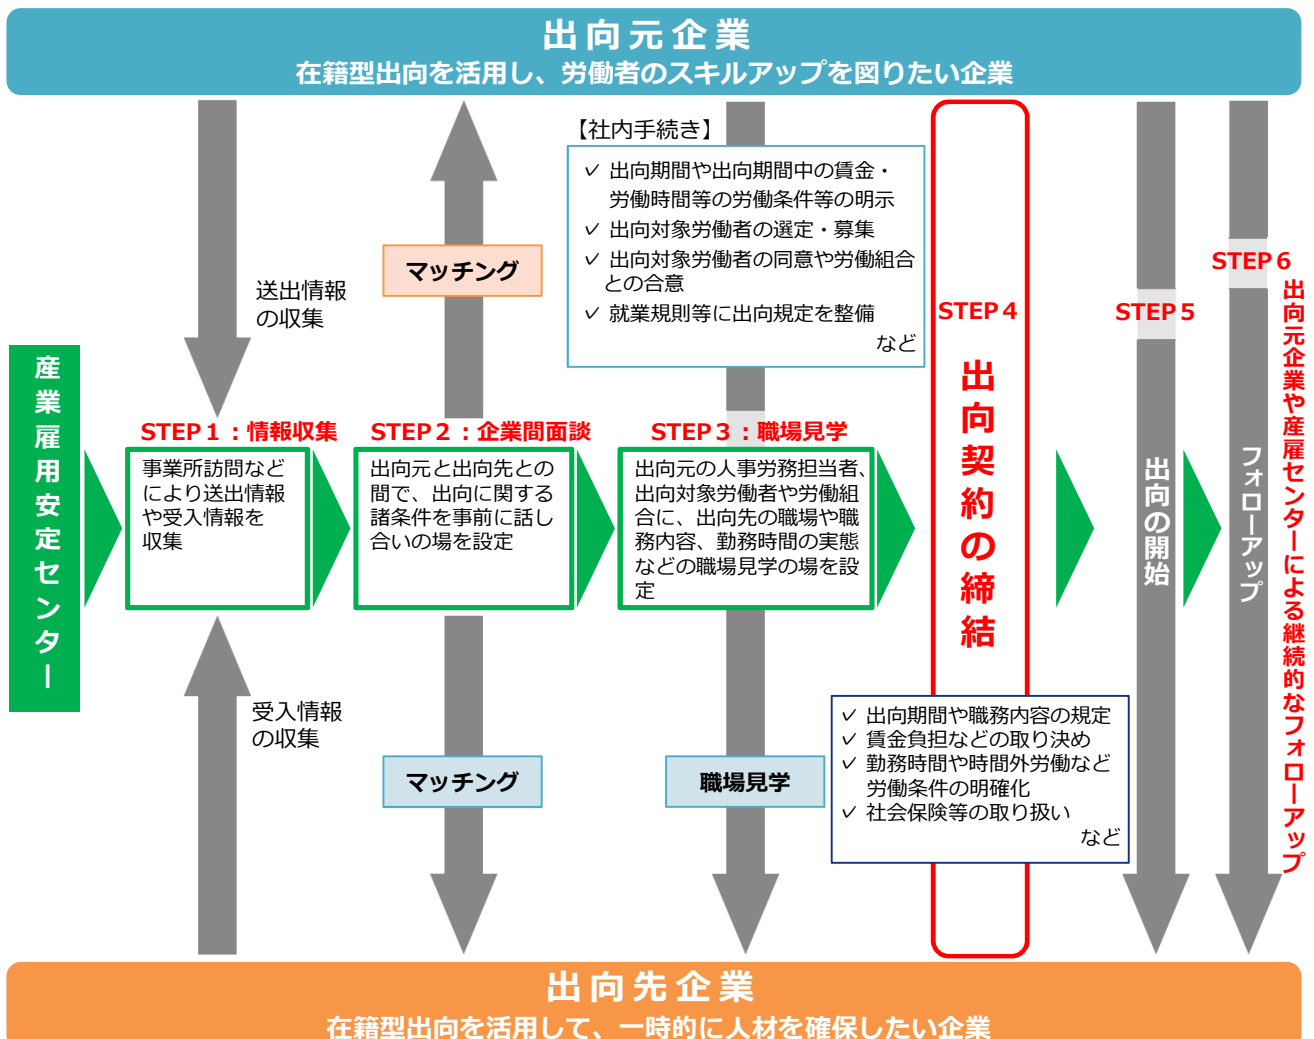 出向元企業
在籍型出向を活用し、労働者のスキルアップを図りたい企業
【社内手続き】
✓ 出向期間や出向期間中の賃金・
労働時間等の労働条件等の明示
✓ 出向対象労働者の選定・募集
✓ 出向対象労働者の同意や労働組合
との合意
✓ 就業規則等に出向規定を整備
など
マッチング
送出情報
の収集
産業雇用安定センター
STEP1：情報収集
事業所訪問など
により送出情報
や受入情報を
収集
STEP2：企業間面談
出向元と出向先との
間で、出向に関する
諸条件を事前に話し
合いの場を設定
STEP3：職場見学
出向元の人事労務担当者、
出向対象労働者や労働組
合に、出向先の職場や職
務内容、勤務時間の実態
などの職場見学の場を設
定
STEP4
出向契約の締結
STEP5
出向の開始
STEP6
フォローアップ
出向元企業や産雇センターによる継続的なフォローアップ
受入情報
の収集
マッチング
職場見学
✓ 出向期間や職務内容の規定
✓ 賃金負担などの取り決め
✓ 勤務時間や時間外労働など
労働条件の明確化
✓ 社会保険等の取り扱い
など
出向先企業
在籍型出向を活用して、一時的に人材を確保したい企業